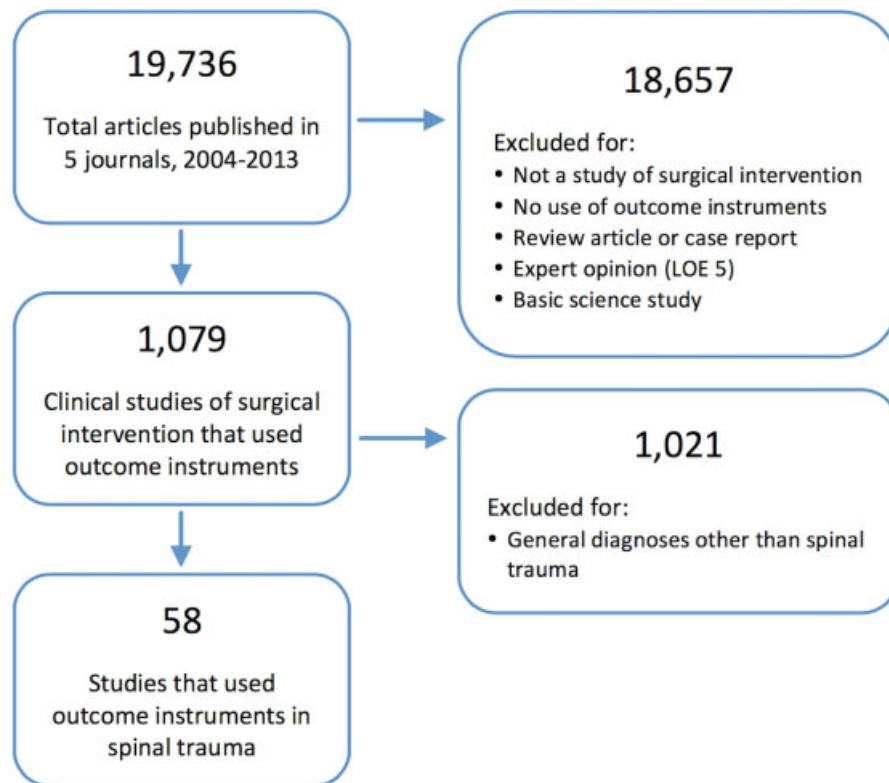 19,736
Total articles published in
5 journals, 2004-2013
18,657
Excluded for:
• Not a study of surgical intervention
• No use of outcome instruments
• Review article or case report
• Expert opinion (LOE 5)
• Basic science study
1,079
Clinical studies of surgical
intervention that used
outcome instruments
1,021
Excluded for:
• General diagnoses other than spinal
trauma
58
Studies that used
outcome instruments in
spinal trauma